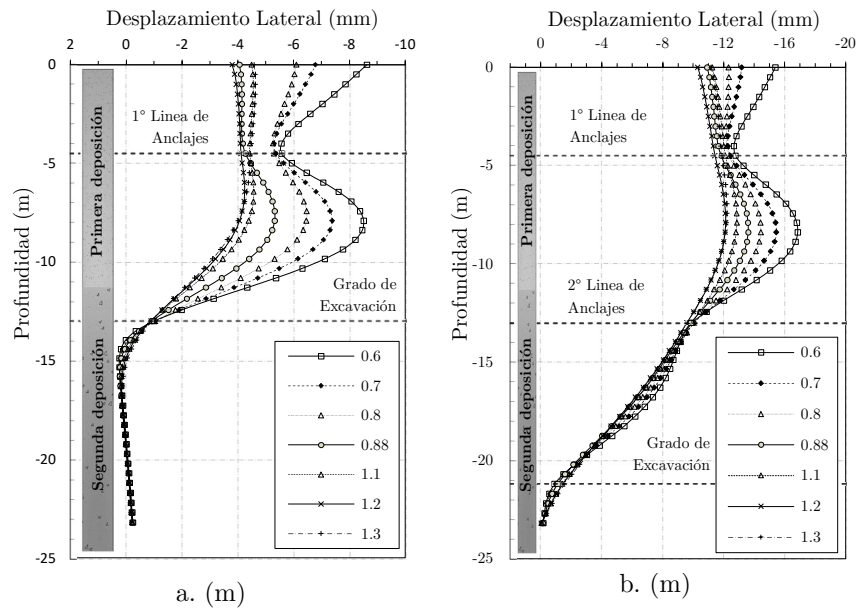 Desplazamiento Lateral (mm)
2 0 -2 -4 -6 -8 -10
0
-5
-10
-15
-20
-25
Profundidad (m)
Primera deposición
Segunda deposición
1° Linea de
Anclajes
Grado de
Excavación
0.6
0.7
0.8
0.88
1.1
1.2
1.3
a. (m)
Desplazamiento Lateral (mm)
0 -4 -8 -12 -16 -20
0
-5
-10
-15
-20
-25
Profundidad (m)
Primera deposición
Segunda deposición
1° Linea de
Anclajes
2° Linea de
Anclajes
Grado de
Excavación
0.6
0.7
0.8
0.88
1.1
1.2
1.3
b. (m)